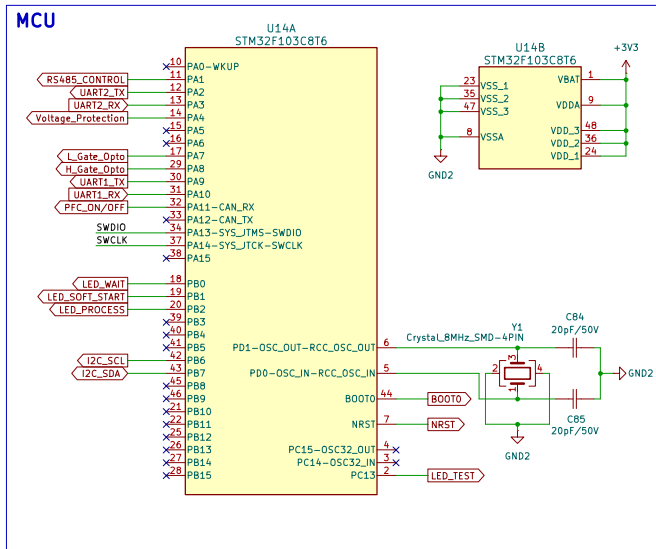 MCU
U14A
STM32F103C8T6
10 PA0-WKUP
RS485_CONTROL 11 PA1
UART2_TX 12 PA2
UART2_RX 13 PA3
Voltage_Protection 14 PA4
15 PA5
16 PA6
L_Gate_Opto 17 PA7
H_Gate_Opto 29 PA8
UART1_TX 30 PA9
UART1_RX 31 PA10
PFC_ON/OFF 32 PA11-CAN_RX
33 PA12-CAN_TX
SWDIO 34 PA13-SYS_JTMS-SWDIO
SWCLK 37 PA14-SYS_JTCK-SWCLK
38 PA15
LED_WAIT 18 PB0
LED_SOFT_START 19 PB1
LED_PROCESS 20 PB2
39 PB3
40 PB4
41 PB5
I2C_SCL 42 PB6
I2C_SDA 43 PB7
45 PB8
46 PB9
21 PB10
22 PB11
25 PB12
26 PB13
27 PB14
28 PB15
PD1-OSC_OUT-RCC_OSC_OUT 6
PD0-OSC_IN-RCC_OSC_IN 5
BOOT0 44 BOOT0
NRST 7 NRST
PC15-OSC32_OUT 4
PC14-OSC32_IN 3
PC13 2 LED_TEST
U14B
STM32F103C8T6
+3V3
23 VSS_1
35 VSS_2
47 VSS_3
8 VSSA
VBAT 1
VDDA 9
VDD_3 48
VDD_2 36
VDD_1 24
GND2
Y1
Crystal_8MHz_SMD-4PIN
3
2 4
1
GND2
C84
20pF/50V
GND2
C85
20pF/50V